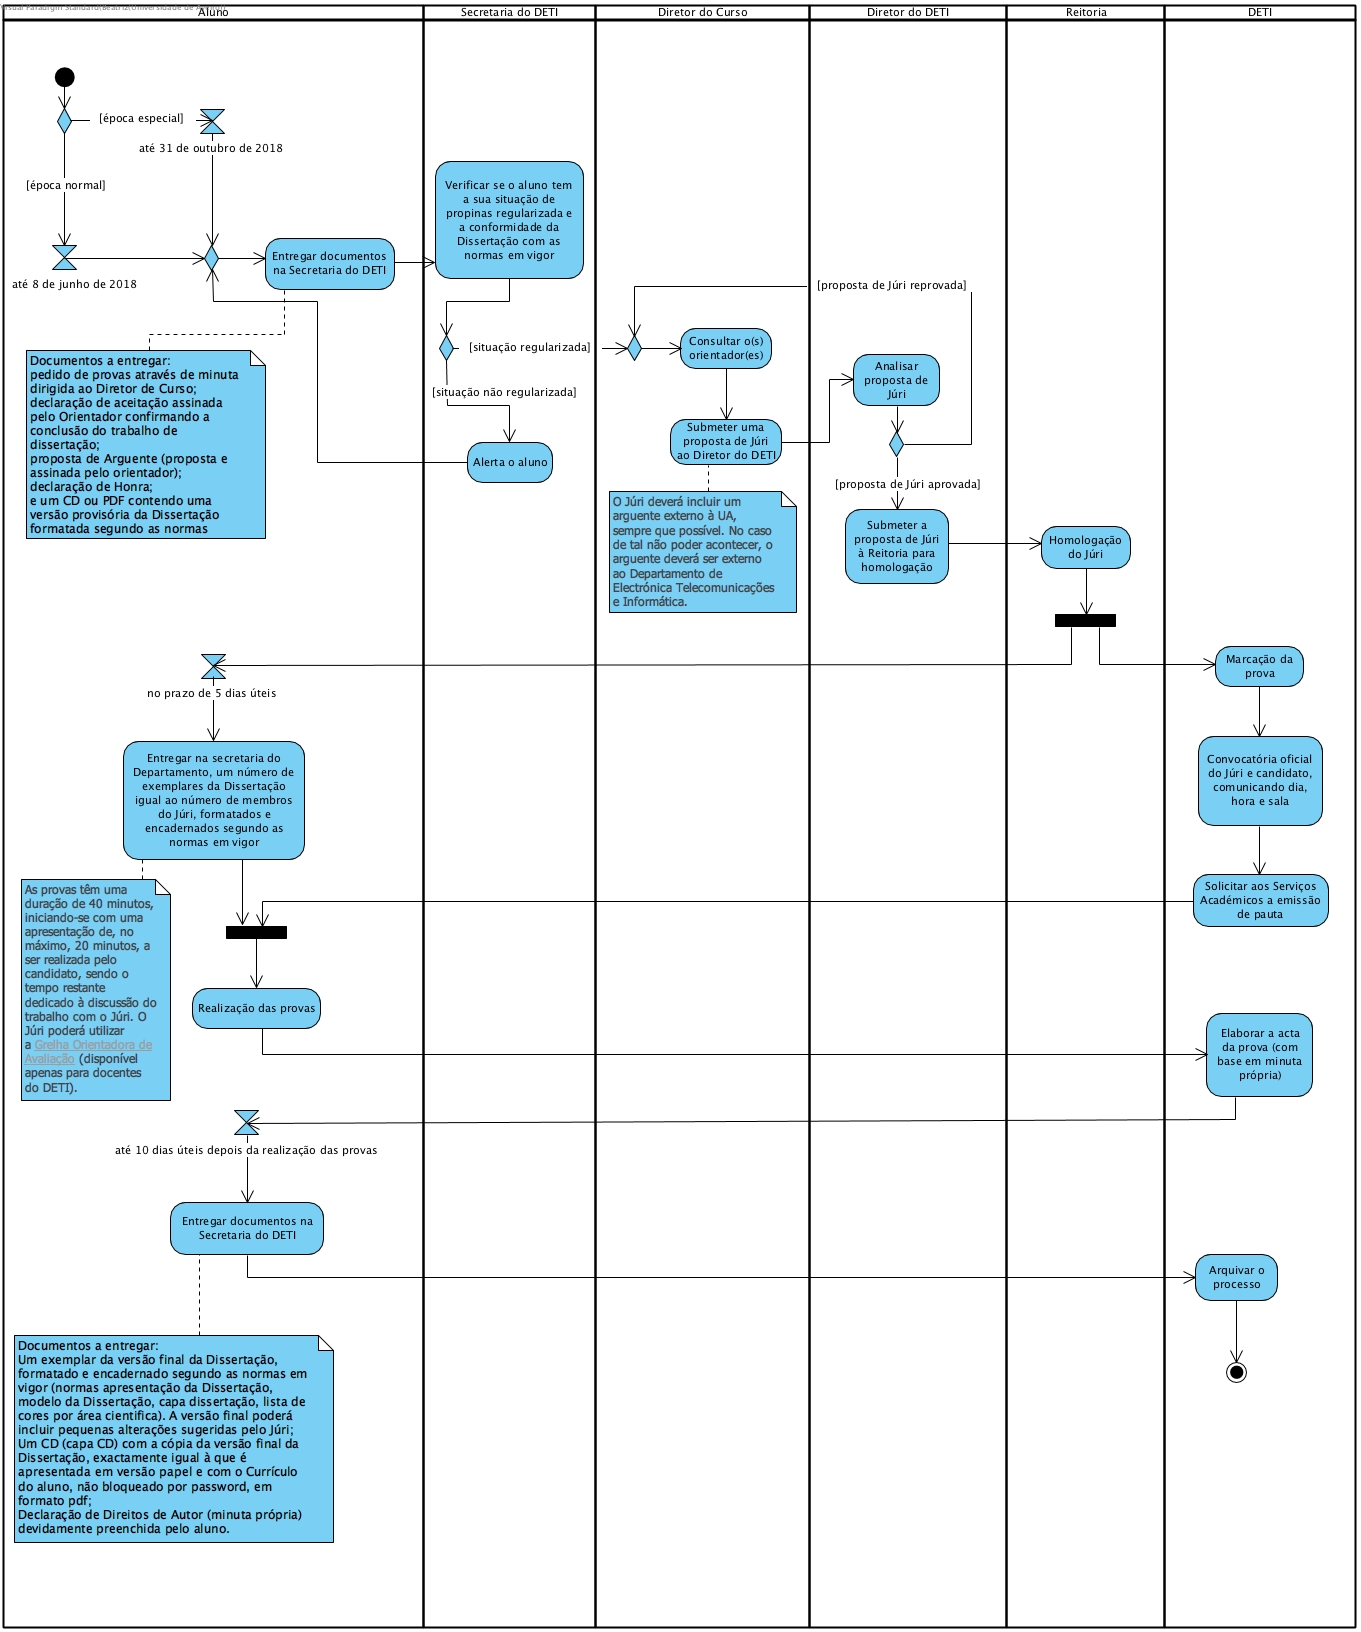 Aluno
Secretaria do DETI
Diretor do Curso
Diretor do DETI
Reitoria
DETI
[época especial]
até 31 de outubro de 2018
[época normal]
até 8 de junho de 2018
Entregar documentos
na Secretaria do DETI
Verificar se o aluno tem
a sua situação de
propinas regularizada e
a conformidade da
Dissertação com as
normas em vigor
[situação regularizada]
[situação não regularizada]
Alerta o aluno
Documentos a entregar:
pedido de provas através de minuta
dirigida ao Diretor de Curso;
declaração de aceitação assinada
pelo Orientador confirmando a
conclusão do trabalho de
dissertação;
proposta de Arguente (proposta e
assinada pelo orientador);
declaração de Honra;
e um CD ou PDF contendo uma
versão provisória da Dissertação
formatada segundo as normas
Consultar o(s)
orientador(es)
Submeter uma
proposta de Júri
ao Diretor do DETI
O Júri deverá incluir um
arguente externo à UA,
sempre que possível. No caso
de tal não poder acontecer, o
arguente deverá ser externo
ao Departamento de
Electrónica Telecomunicações
e Informática.
[proposta de Júri reprovada]
Analisar
proposta de
Júri
[proposta de Júri aprovada]
Submeter a
proposta de Júri
à Reitoria para
homologação
Homologação
do Júri
Marcação da
prova
Convocatória oficial
do Júri e candidato,
comunicando dia,
hora e sala
Solicitar aos Serviços
Académicos a emissão
de pauta
no prazo de 5 dias úteis
Entregar na secretaria do
Departamento, um número de
exemplares da Dissertação
igual ao número de membros
do Júri, formatados e
encadernados segundo as
normas em vigor
As provas têm uma
duração de 40 minutos,
iniciando-se com uma
apresentação de, no
máximo, 20 minutos, a
ser realizada pelo
candidato, sendo o
tempo restante
dedicado à discussão do
trabalho com o Júri. O
Júri poderá utilizar
a Grelha Orientadora de
Avaliação (disponível
apenas para docentes
do DETI).
Realização das provas
Elaborar a acta
da prova (com
base em minuta
própria)
até 10 dias úteis depois da realização das provas
Entregar documentos na
Secretaria do DETI
Arquivar o
processo
Documentos a entregar:
Um exemplar da versão final da Dissertação,
formatado e encadernado segundo as normas em
vigor (normas apresentação da Dissertação,
modelo da Dissertação, capa dissertação, lista de
cores por área cientifica). A versão final poderá
incluir pequenas alterações sugeridas pelo Júri;
Um CD (capa CD) com a cópia da versão final da
Dissertação, exactamente igual à que é
apresentada em versão papel e com o Currículo
do aluno, não bloqueado por password, em
formato pdf;
Declaração de Direitos de Autor (minuta própria)
devidamente preenchida pelo aluno.